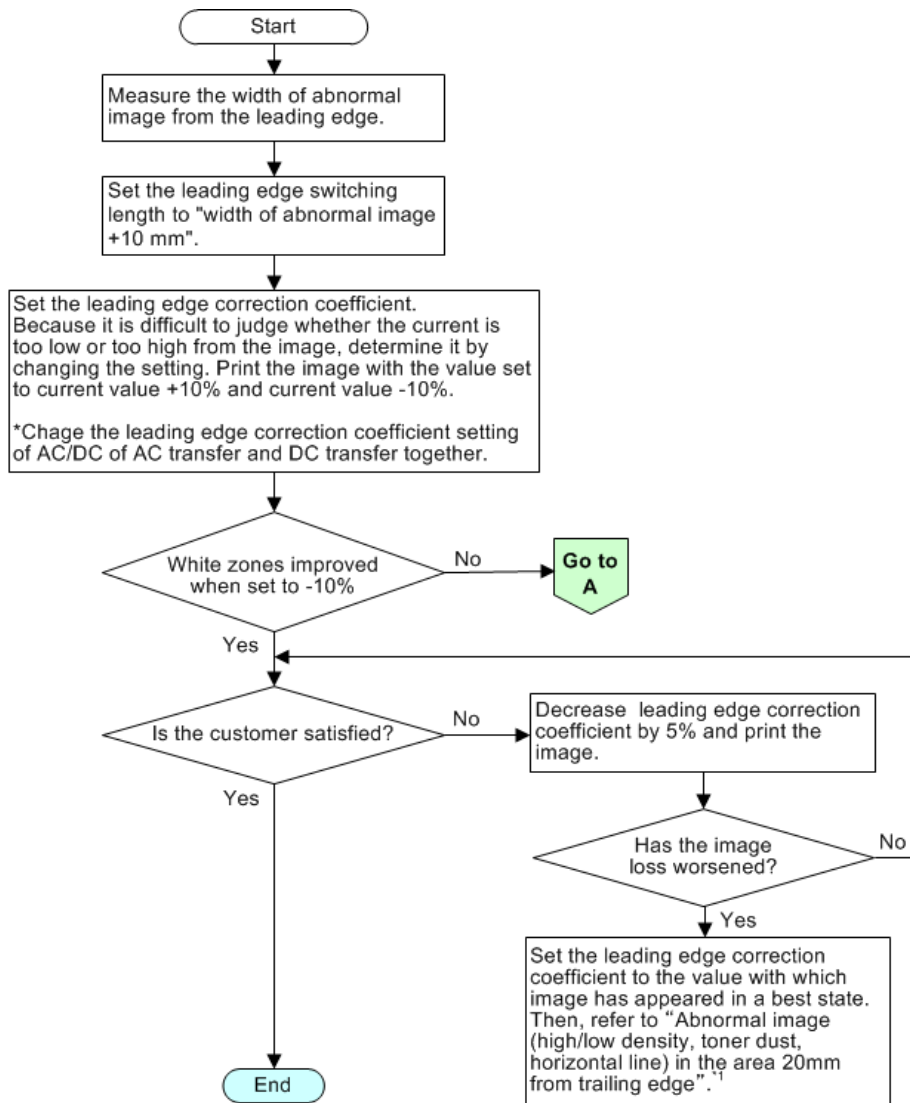 Start
Measure the width of abnormal
image from the leading edge.
Set the leading edge switching
length to "width of abnormal image
+10 mm".
Set the leading edge correction coefficient.
Because it is difficult to judge whether the current is
too low or too high from the image, determine it by
changing the setting. Print the image with the value set
to current value +10% and current value -10%.
*Chage the leading edge correction coefficient setting
of AC/DC of AC transfer and DC transfer together.
White zones improved
when set to -10%
No
Go to
A
Yes
Is the customer satisfied?
No
Decrease leading edge correction
coefficient by 5% and print the
image.
Yes
Has the image
loss worsened?
No
Yes
Set the leading edge correction
coefficient to the value with which
image has appeared in a best state.
Then, refer to “Abnormal image
(high/low density, toner dust,
horizontal line) in the area 20mm
from trailing edge”.*1
End